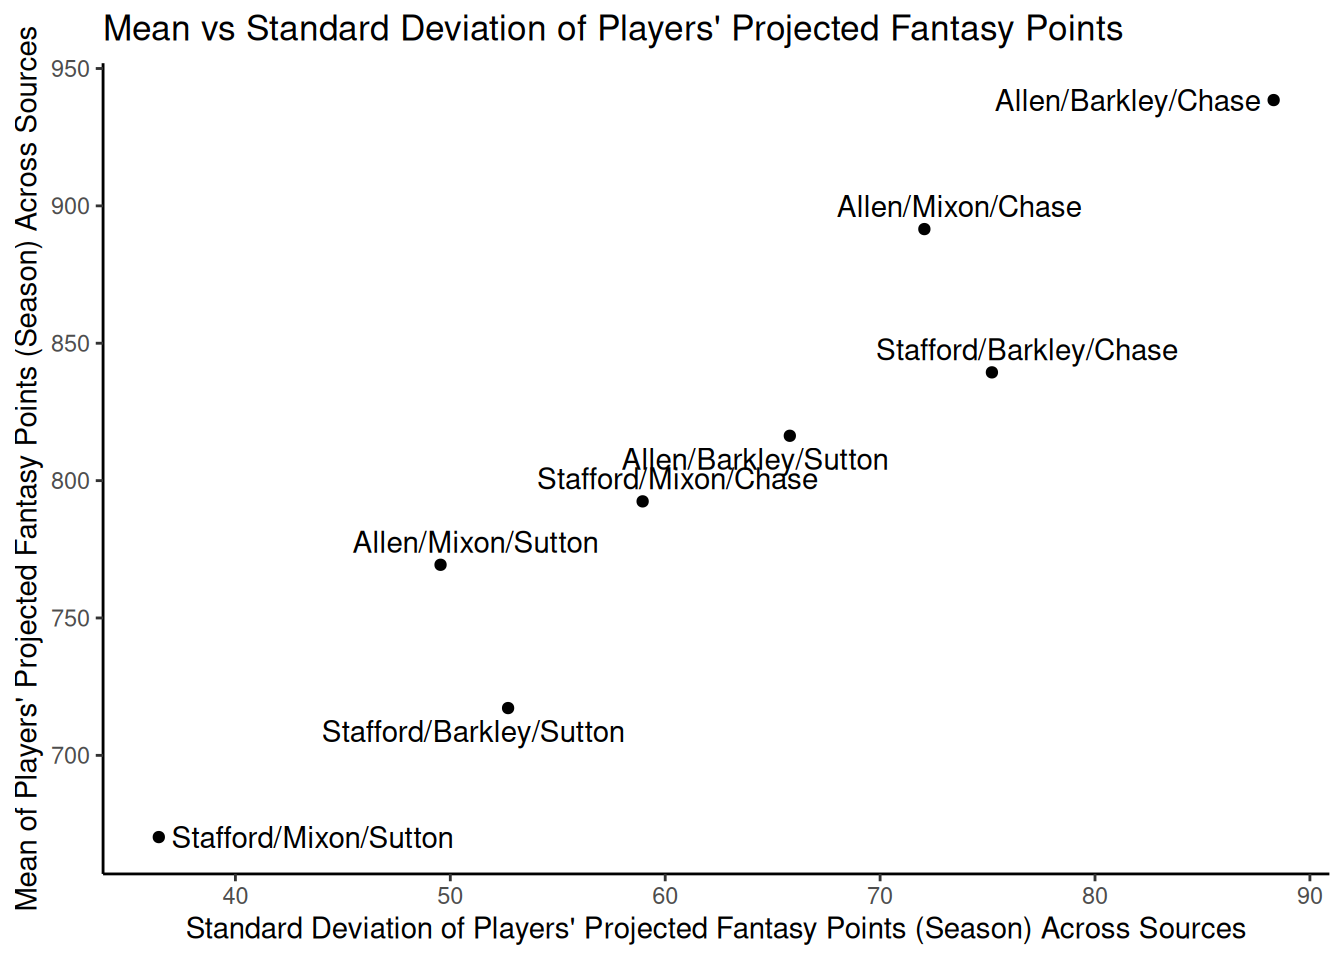 Mean vs Standard Deviation of Players' Projected Fantasy Points
Mean of Players' Projected Fantasy Points (Season) Across Sources
950
900
850
800
750
700
Allen/Barkley/Chase
Allen/Mixon/Chase
Stafford/Barkley/Chase
Allen/Barkley/Sutton
Stafford/Mixon/Chase
Allen/Mixon/Sutton
Stafford/Barkley/Sutton
Stafford/Mixon/Sutton
40 50 60 70 80 90
Standard Deviation of Players' Projected Fantasy Points (Season) Across Sources